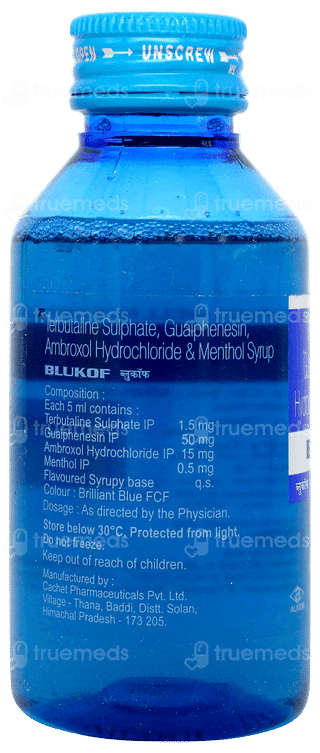 OPEN → UNSCREW →
Terbutaline Sulphate, Guaiphenesin,
Ambroxol Hydrochloride & Menthol Syrup
BLUKOF ब्लुकॉफ
Composition :
Each 5 ml contains :
Terbutaline Sulphate IP 1.5 mg
Guaiphenesin IP 50 mg
Ambroxol Hydrochloride IP 15 mg
Menthol IP 0.5 mg
Flavoured Syrupy base q.s.
Colour : Brilliant Blue FCF
Dosage : As directed by the Physician.
Store below 30°C. Protected from light.
Do not freeze.
Keep out of reach of children.
Manufactured by :
Cachet Pharmaceuticals Pvt. Ltd.
Village - Thana, Baddi, Distt. Solan,
Himachal Pradesh - 173 205.
ब्लुकॉफ
ALKEM
truemeds